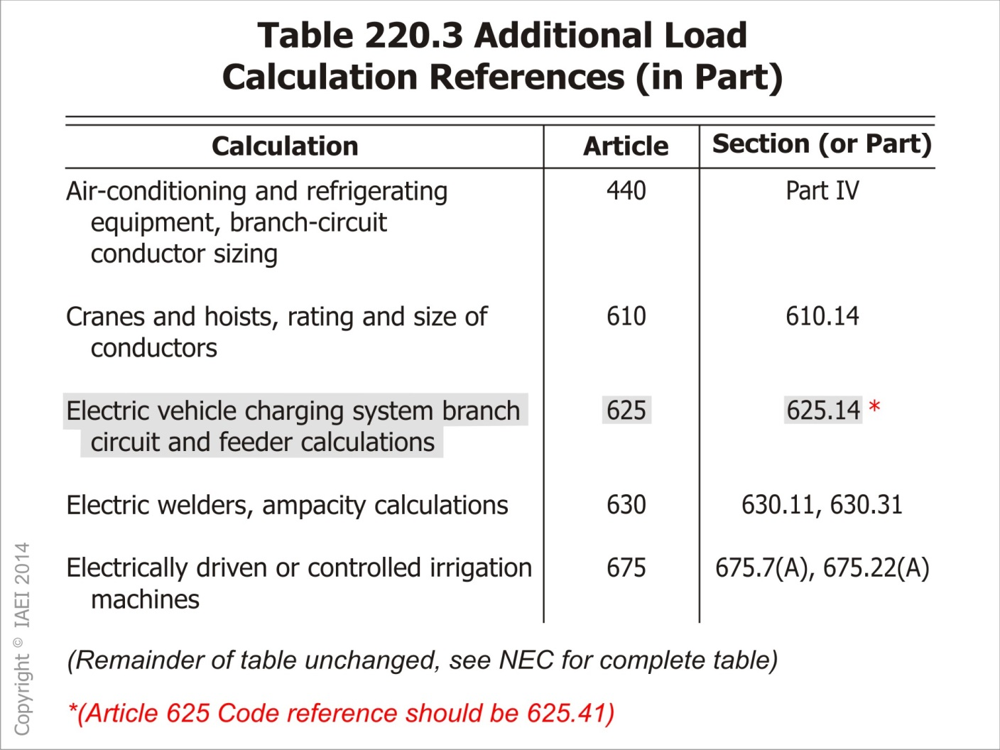 Table 220.3 Additional Load
Calculation References (in Part)
Calculation Article Section (or Part)
Air-conditioning and refrigerating 440 Part IV
equipment, branch-circuit
conductor sizing
Cranes and hoists, rating and size of 610 610.14
conductors
Electric vehicle charging system branch 625 625.14 *
circuit and feeder calculations
Electric welders, ampacity calculations 630 630.11, 630.31
Electrically driven or controlled irrigation 675 675.7(A), 675.22(A)
machines
(Remainder of table unchanged, see NEC for complete table)
*(Article 625 Code reference should be 625.41)
Copyright © IAEI 2014